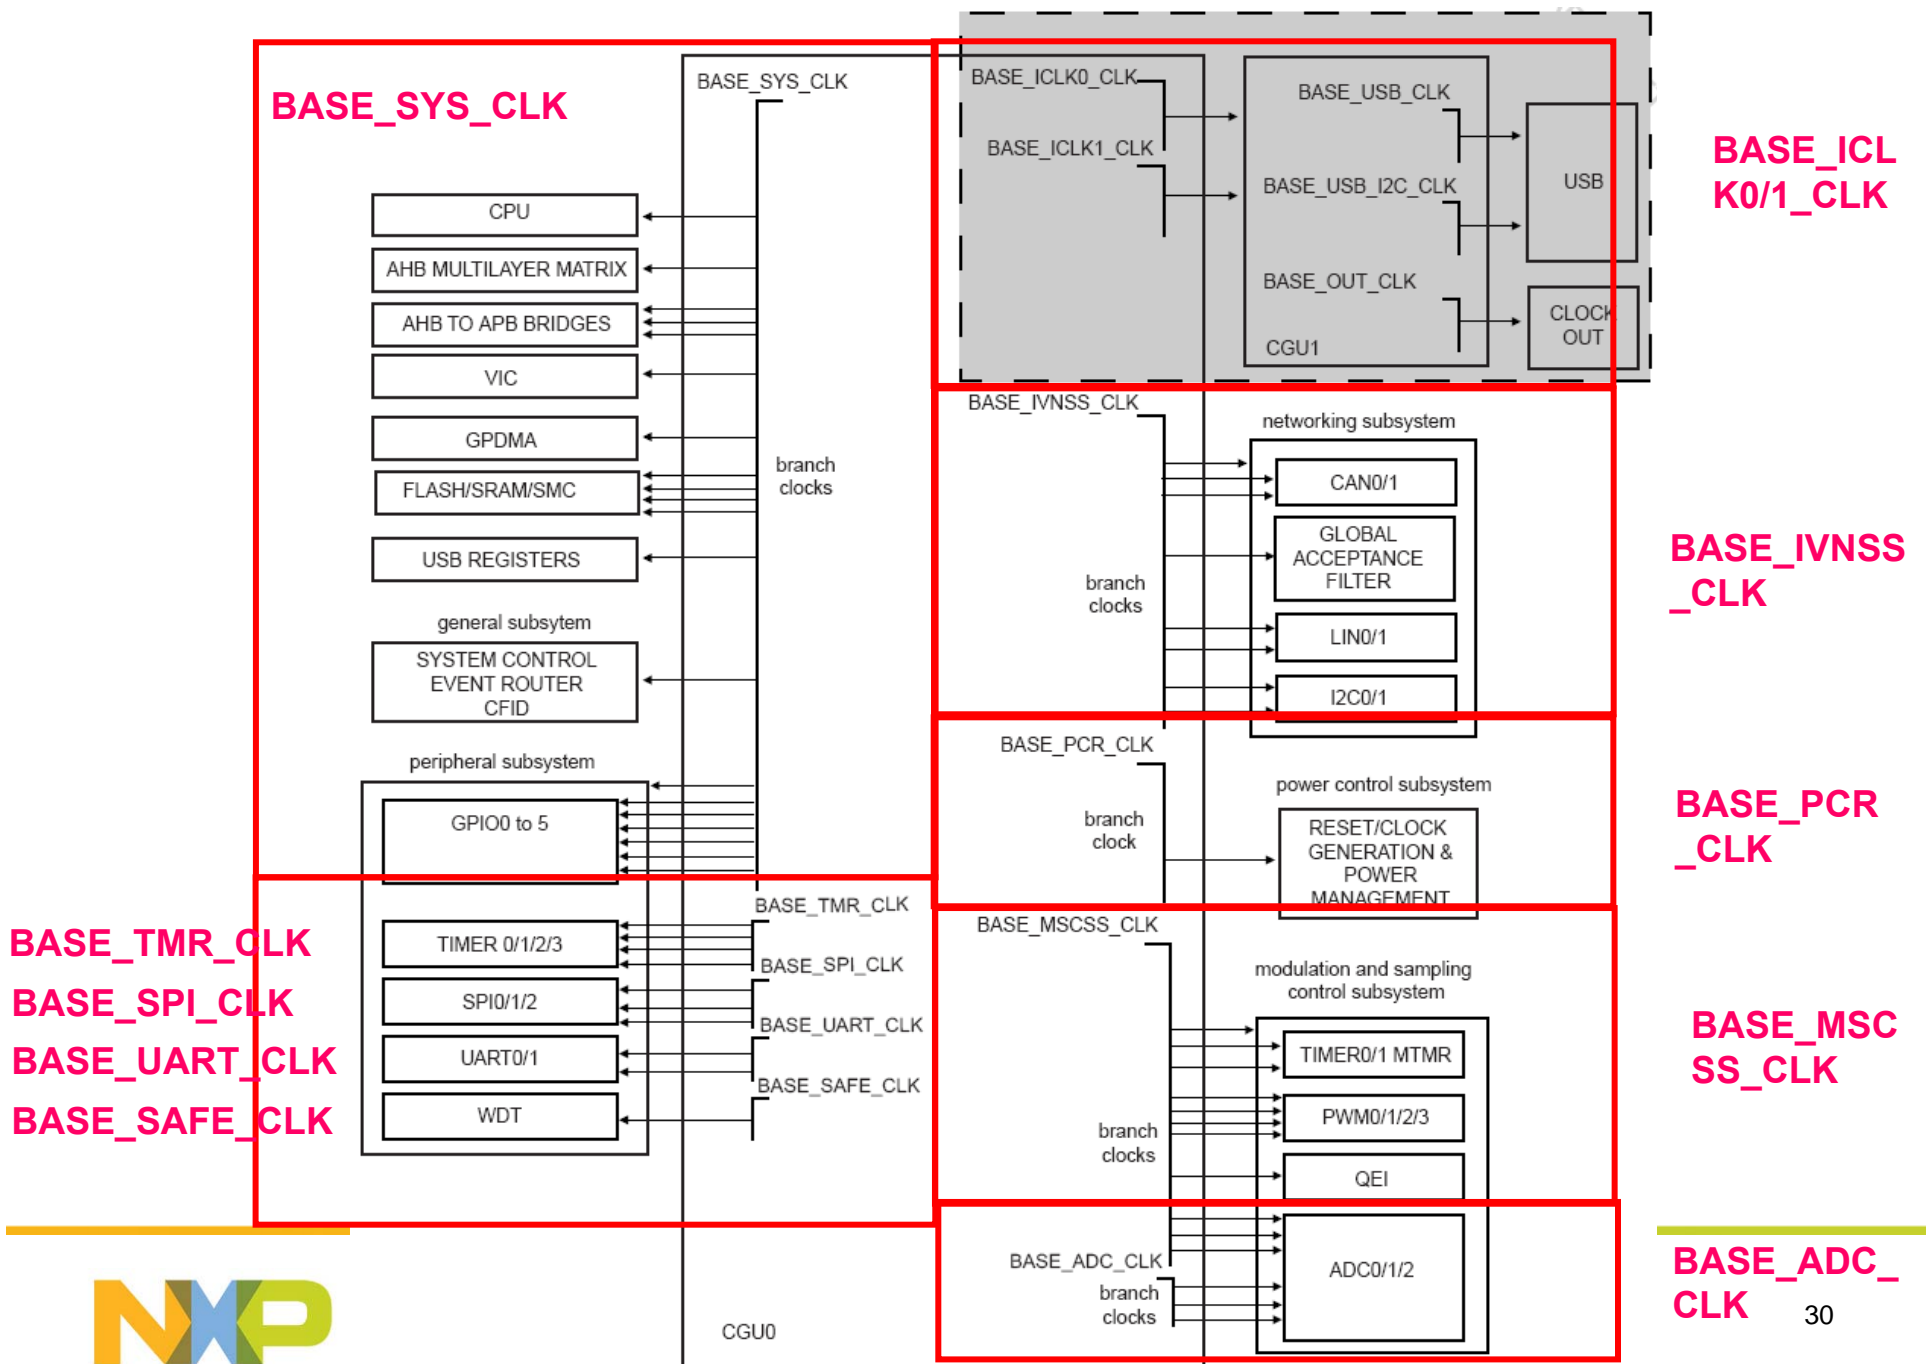 BASE_SYS_CLK
BASE_SYS_CLK
CPU
AHB MULTILAYER MATRIX
AHB TO APB BRIDGES
VIC
GPDMA
FLASH/SRAM/SMC
USB REGISTERS
branch
clocks
general subsytem
SYSTEM CONTROL
EVENT ROUTER
CFID
peripheral subsystem
GPIO0 to 5
BASE_TMR_CLK
BASE_TMR_CLK
TIMER 0/1/2/3
BASE_SPI_CLK
BASE_SPI_CLK
SPI0/1/2
BASE_UART_CLK
BASE_UART_CLK
UART0/1
BASE_SAFE_CLK
BASE_SAFE_CLK
WDT
CGU0
BASE_ICLK0_CLK
BASE_ICLK1_CLK
BASE_USB_CLK
BASE_USB_I2C_CLK
BASE_OUT_CLK
CGU1
USB
CLOCK
OUT
BASE_ICL
K0/1_CLK
BASE_IVNSS_CLK
networking subsystem
CAN0/1
GLOBAL
ACCEPTANCE
FILTER
branch
clocks
LIN0/1
I2C0/1
BASE_IVNSS
_CLK
BASE_PCR_CLK
power control subsystem
branch
clock
RESET/CLOCK
GENERATION &
POWER
MANAGEMENT
BASE_PCR
_CLK
BASE_MSCSS_CLK
modulation and sampling
control subsystem
TIMER0/1 MTMR
PWM0/1/2/3
branch
clocks
QEI
BASE_MSC
SS_CLK
BASE_ADC_CLK
branch
clocks
ADC0/1/2
BASE_ADC_
CLK
30
NXP